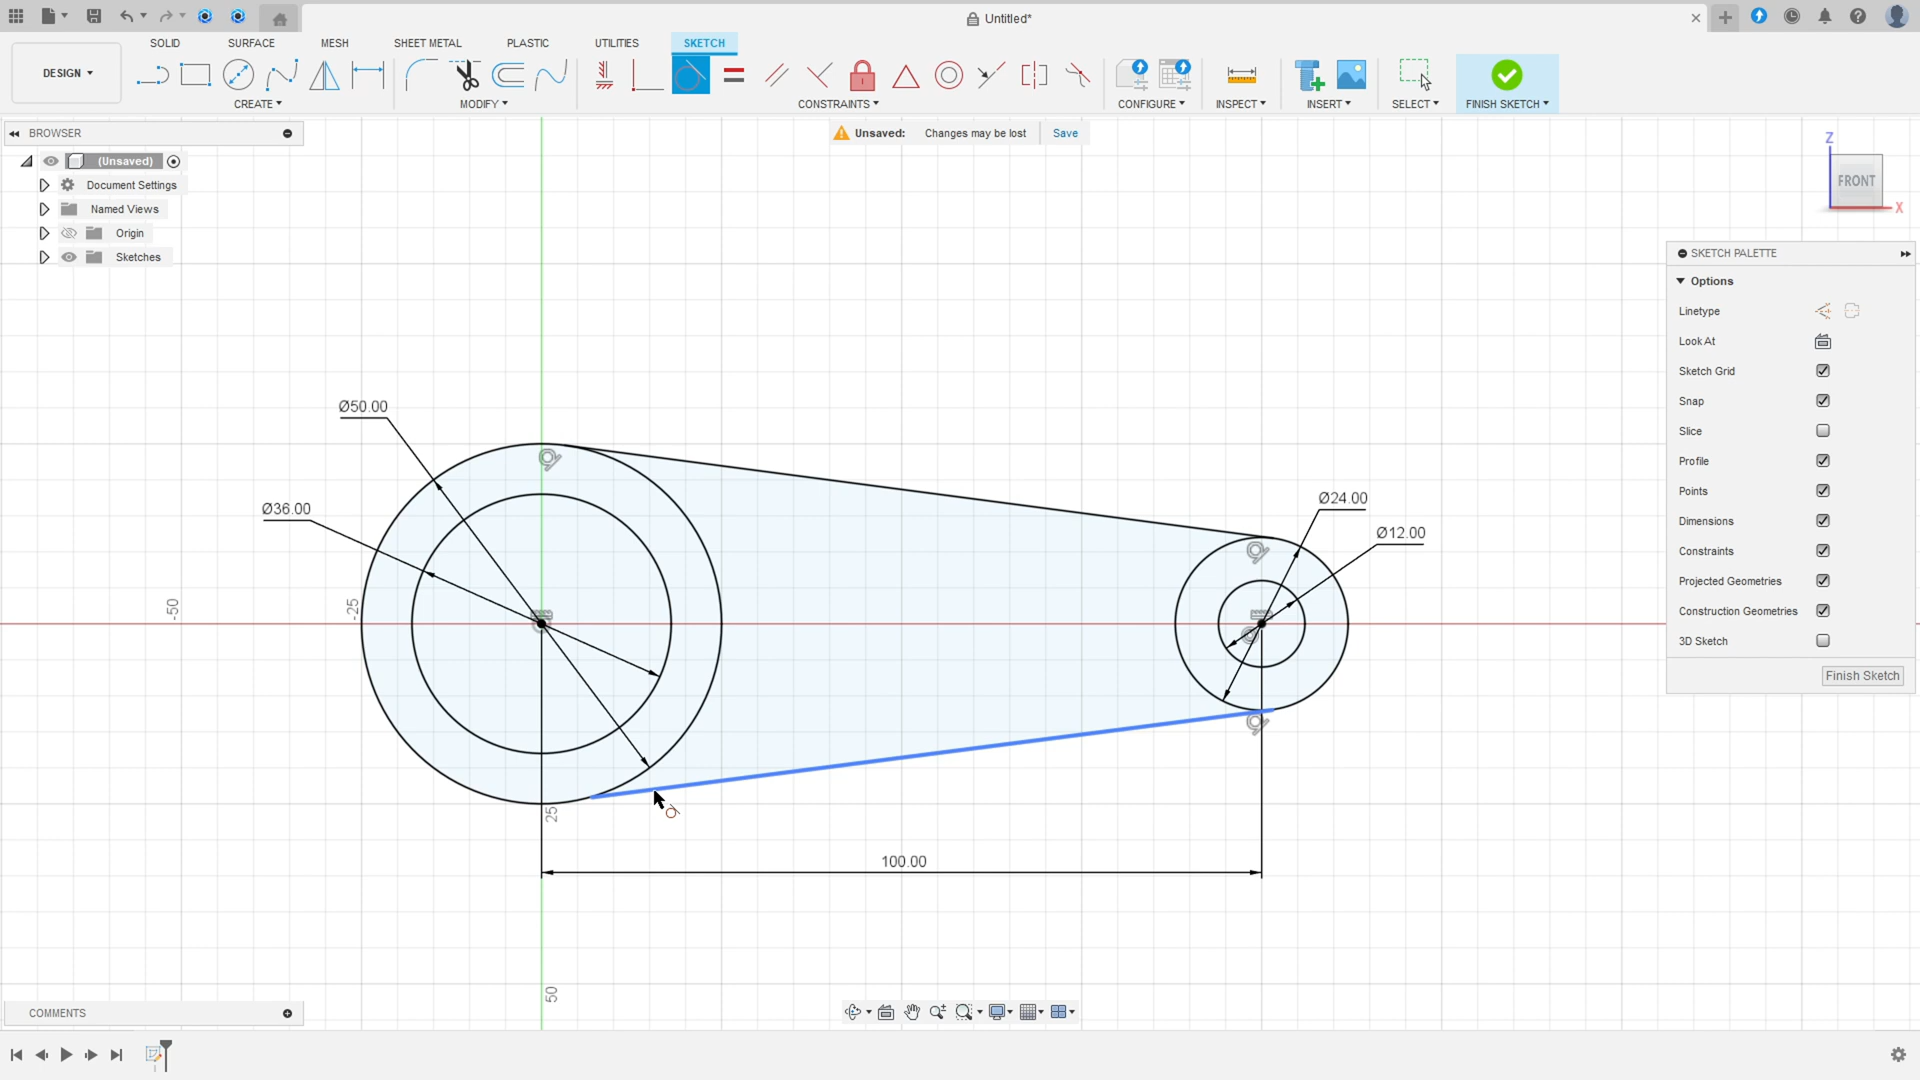 Untitled*
DESIGN
SOLID
SURFACE
MESH
SHEET METAL
PLASTIC
UTILITIES
SKETCH
CREATE
MODIFY
CONSTRAINTS
CONFIGURE
INSPECT
INSERT
SELECT
FINISH SKETCH
BROWSER
Unsaved: Changes may be lost Save
(Unsaved)
Document Settings
Named Views
Origin
Sketches
Z
FRONT
X
SKETCH PALETTE
Options
Linetype
Look At
Sketch Grid
Snap
Slice
Profile
Points
Dimensions
Constraints
Projected Geometries
Construction Geometries
3D Sketch
Finish Sketch
Ø50.00
Ø36.00
Ø24.00
Ø12.00
-50
-25
25
100.00
50
COMMENTS